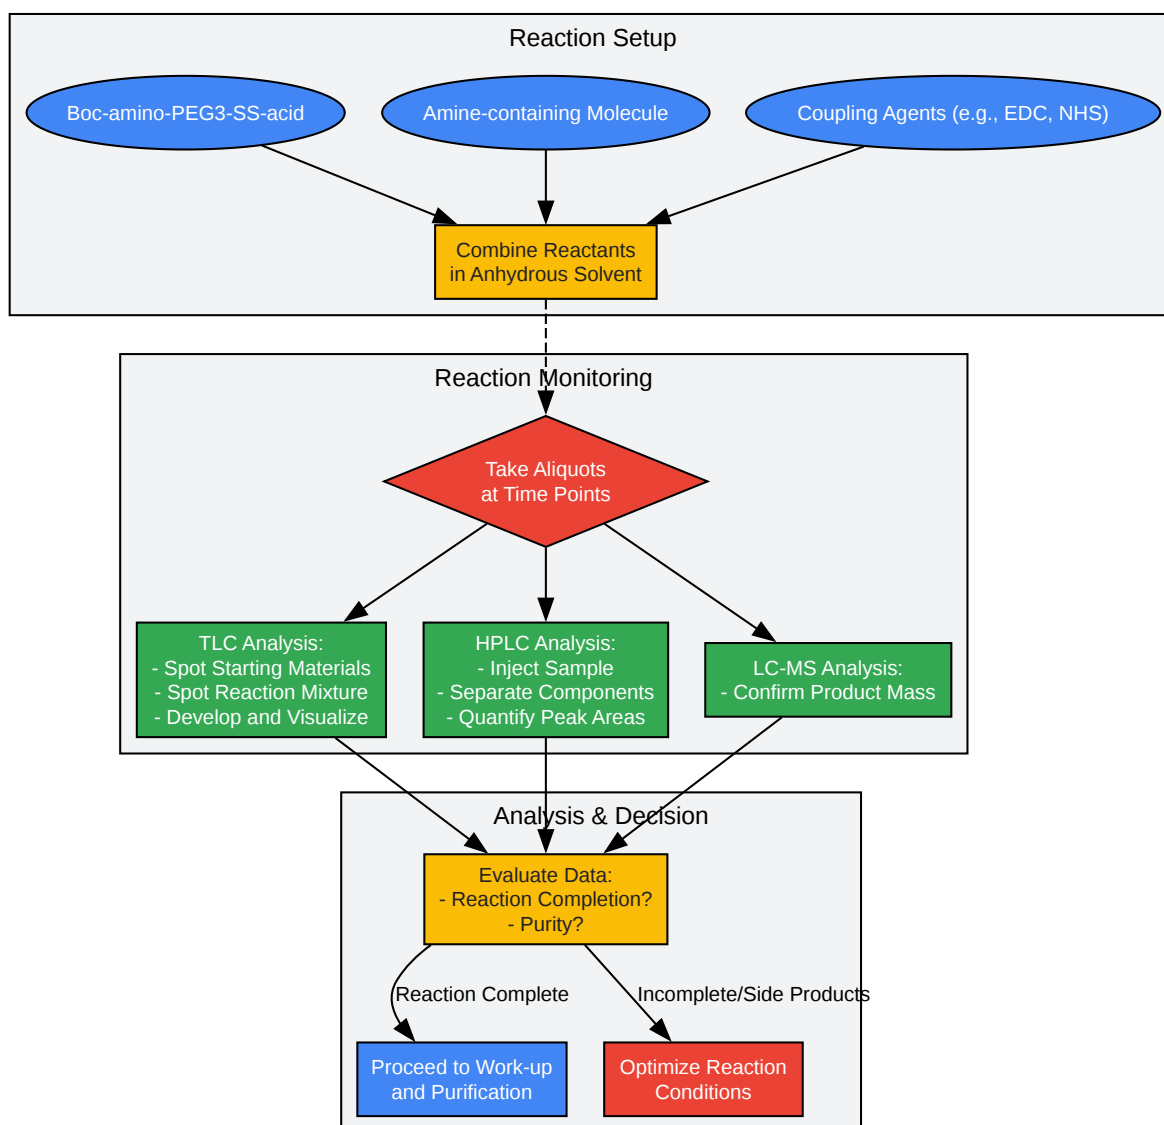 Reaction Setup
Boc-amino-PEG3-SS-acid
Amine-containing Molecule
Coupling Agents (e.g., EDC, NHS)
Combine Reactants
in Anhydrous Solvent
Reaction Monitoring
Take Aliquots
at Time Points
TLC Analysis:
- Spot Starting Materials
- Spot Reaction Mixture
- Develop and Visualize
HPLC Analysis:
- Inject Sample
- Separate Components
- Quantify Peak Areas
LC-MS Analysis:
- Confirm Product Mass
Analysis & Decision
Evaluate Data:
- Reaction Completion?
- Purity?
Reaction Complete
Incomplete/Side Products
Proceed to Work-up
and Purification
Optimize Reaction
Conditions